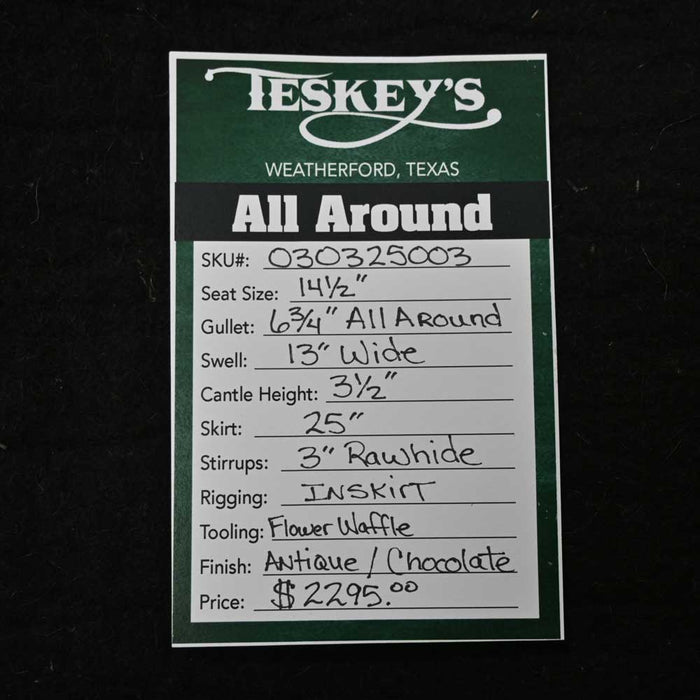 TESKEY'S
WEATHERFORD, TEXAS
All Around
SKU#: 030325003
Seat Size: 14½"
Gullet: 6¾" All Around
Swell: 13" Wide
Cantle Height: 3½"
Skirt: 25"
Stirrups: 3" Rawhide
Rigging: INSKIRT
Tooling: Flower Waffle
Finish: Antique / Chocolate
Price: $2295.00